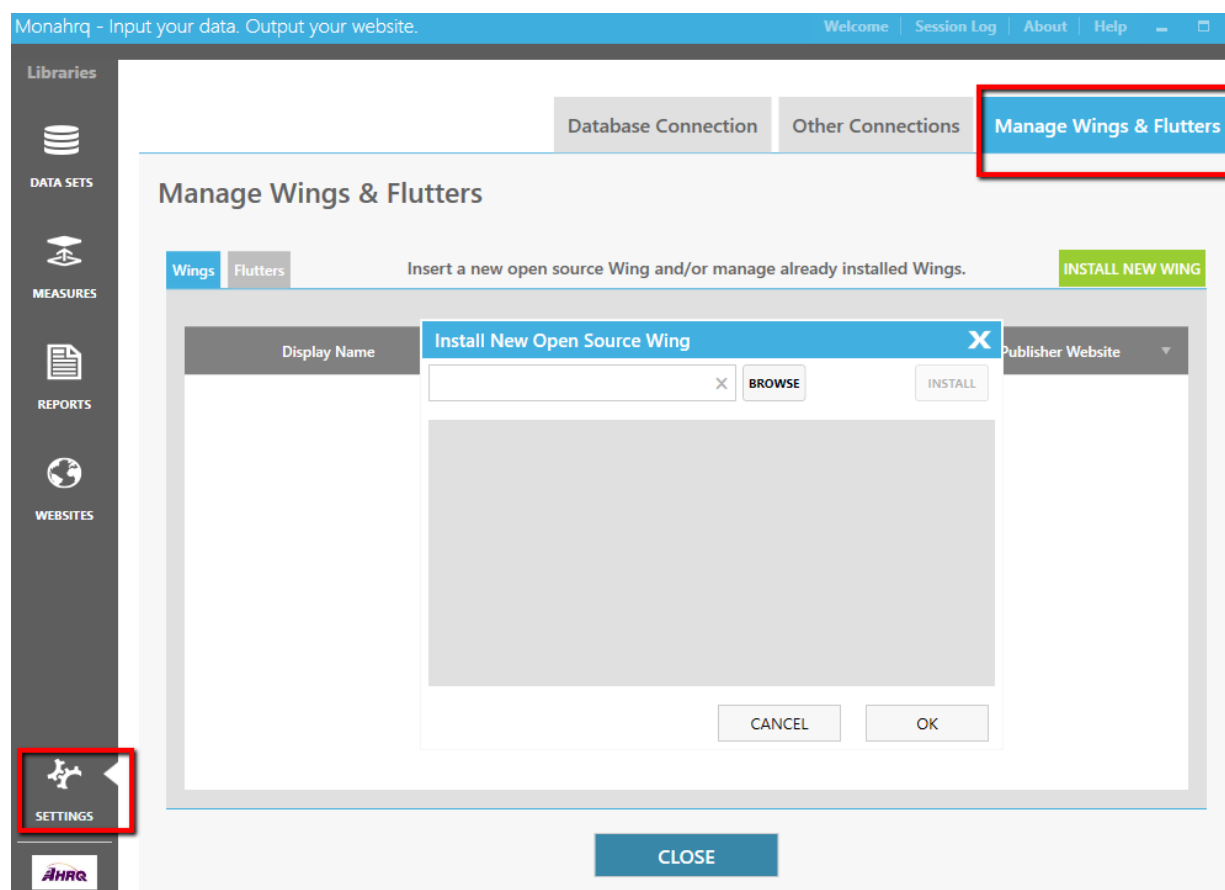 Monahrq - Input your data. Output your website.
Welcome Session Log About Help
Libraries
DATA SETS
MEASURES
REPORTS
WEBSITES
SETTINGS
AHRQ
Database Connection Other Connections Manage Wings & Flutters
Manage Wings & Flutters
Wings Flutters Insert a new open source Wing and/or manage already installed Wings. INSTALL NEW WING
Display Name Publisher Website
Install New Open Source Wing X
BROWSE INSTALL
CANCEL OK
CLOSE